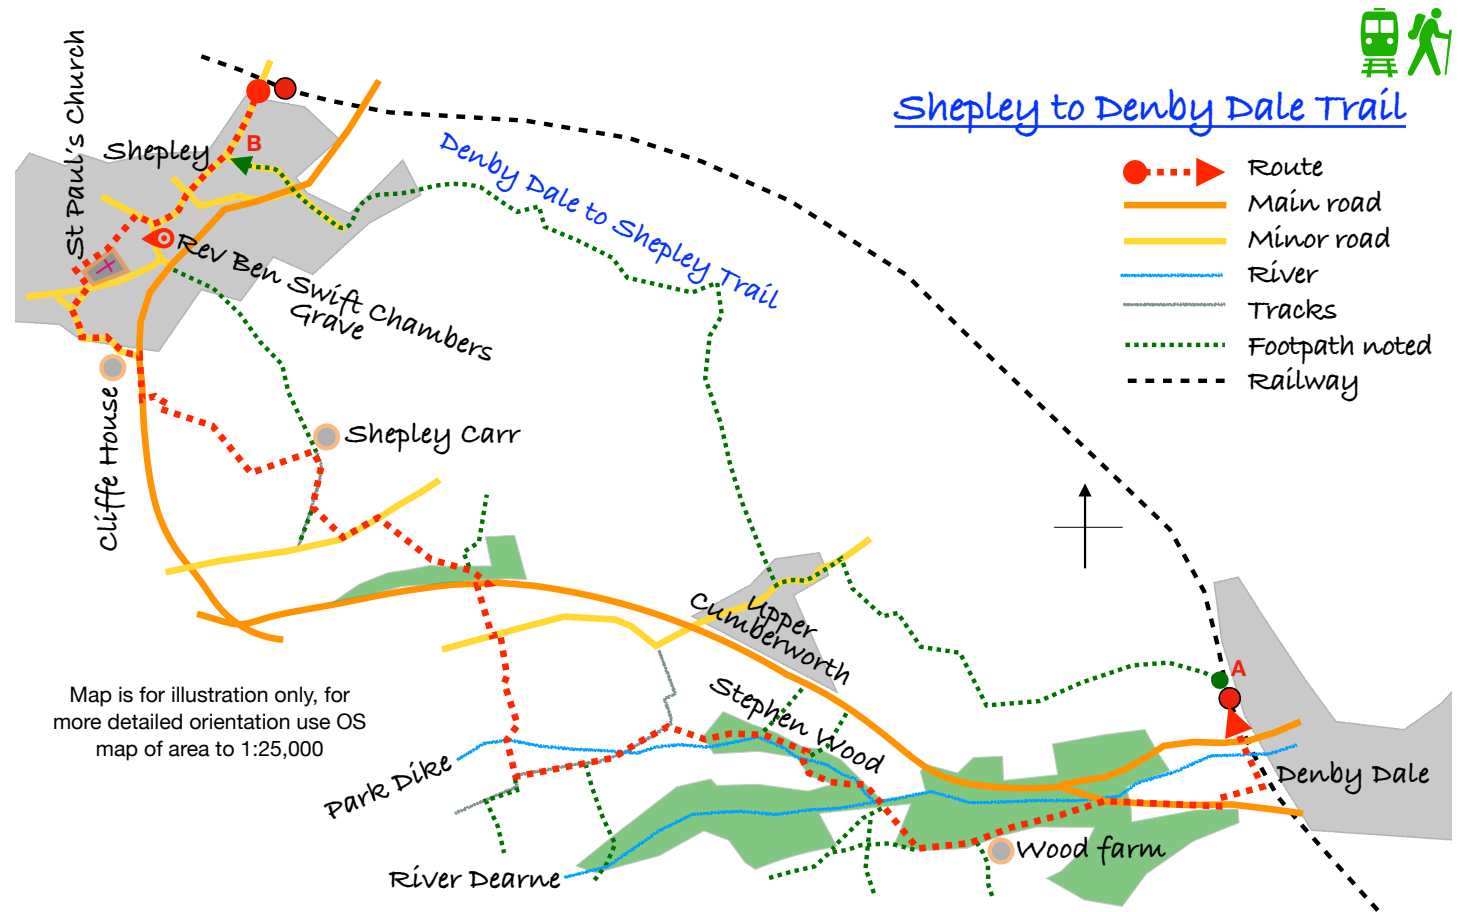 Shepley to Denby Dale Trail
Route
Main road
Minor road
River
Tracks
Footpath noted
Railway
St Paul's Church
Shepley
B
Denby Dale to Shepley Trail
Rev Ben Swift Chambers
Grave
Cliffe House
Shepley Carr
Upper
Cumberworth
A
Stephen Wood
Map is for illustration only, for
more detailed orientation use OS
map of area to 1:25,000
Park Dike
Denby Dale
Wood farm
River Dearne